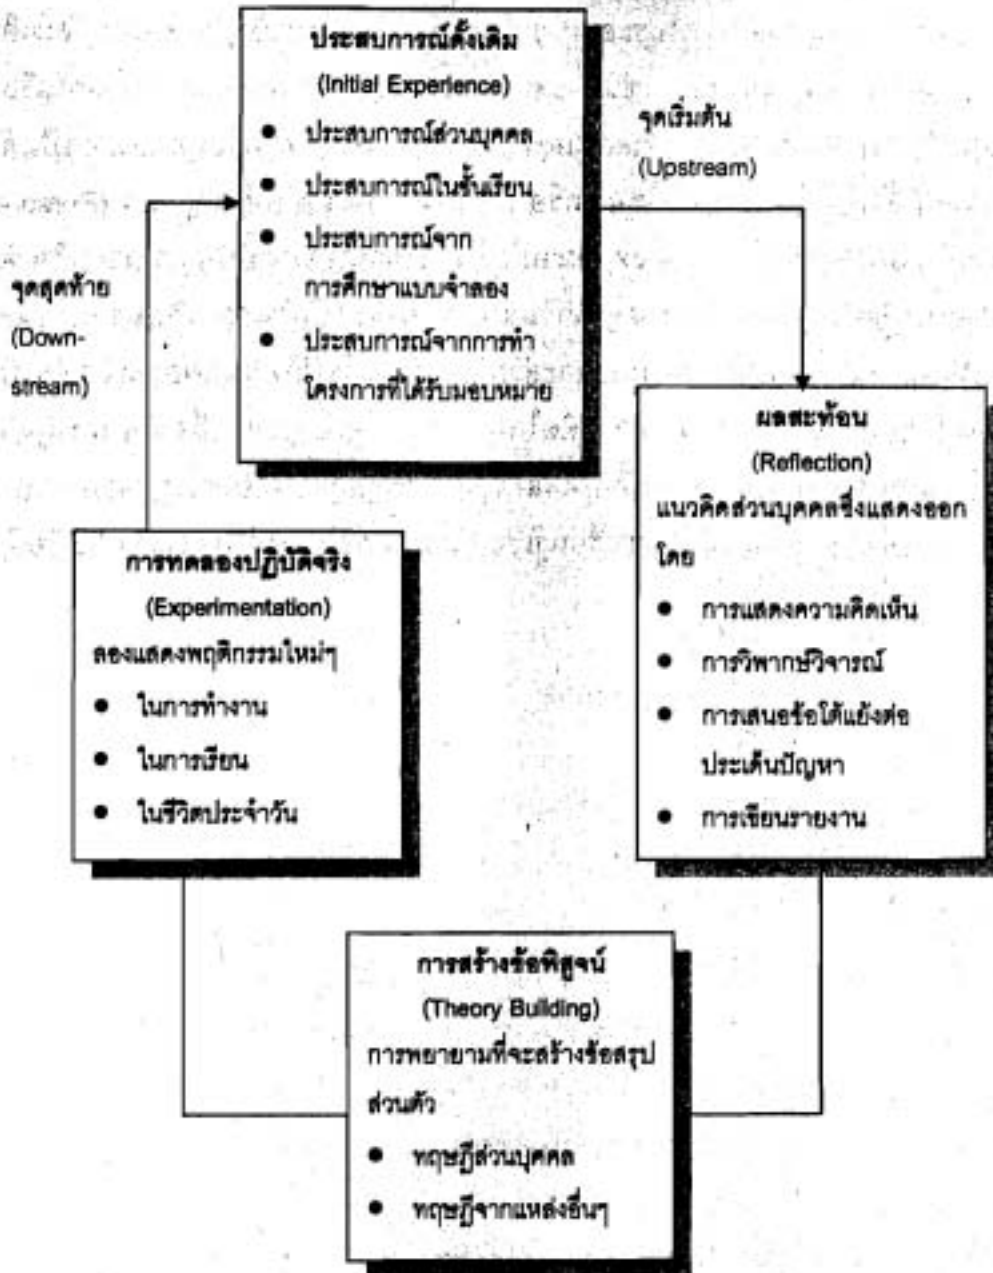 ประสบการณ์ดั้งเดิม
(Initial Experience)
● ประสบการณ์ส่วนบุคคล
● ประสบการณ์ในชั้นเรียน
● ประสบการณ์จาก
การศึกษาแบบจำลอง
● ประสบการณ์จากการทำ
โครงการที่ได้รับมอบหมาย
จุดเริ่มต้น
(Upstream)
ผลสะท้อน
(Reflection)
แนวคิดส่วนบุคคลซึ่งแสดงออก
โดย
● การแสดงความคิดเห็น
● การวิพากษ์วิจารณ์
● การเสนอข้อโต้แย้งต่อ
ประเด็นปัญหา
● การเขียนรายงาน
การสร้างข้อพิสูจน์
(Theory Building)
การพยายามที่จะสร้างข้อสรุป
ส่วนตัว
● ทฤษฎีส่วนบุคคล
● ทฤษฎีจากแหล่งอื่นๆ
การทดลองปฏิบัติจริง
(Experimentation)
ลองแสดงพฤติกรรมใหม่ๆ
● ในการทำงาน
● ในการเรียน
● ในชีวิตประจำวัน
จุดสุดท้าย
(Down-
stream)